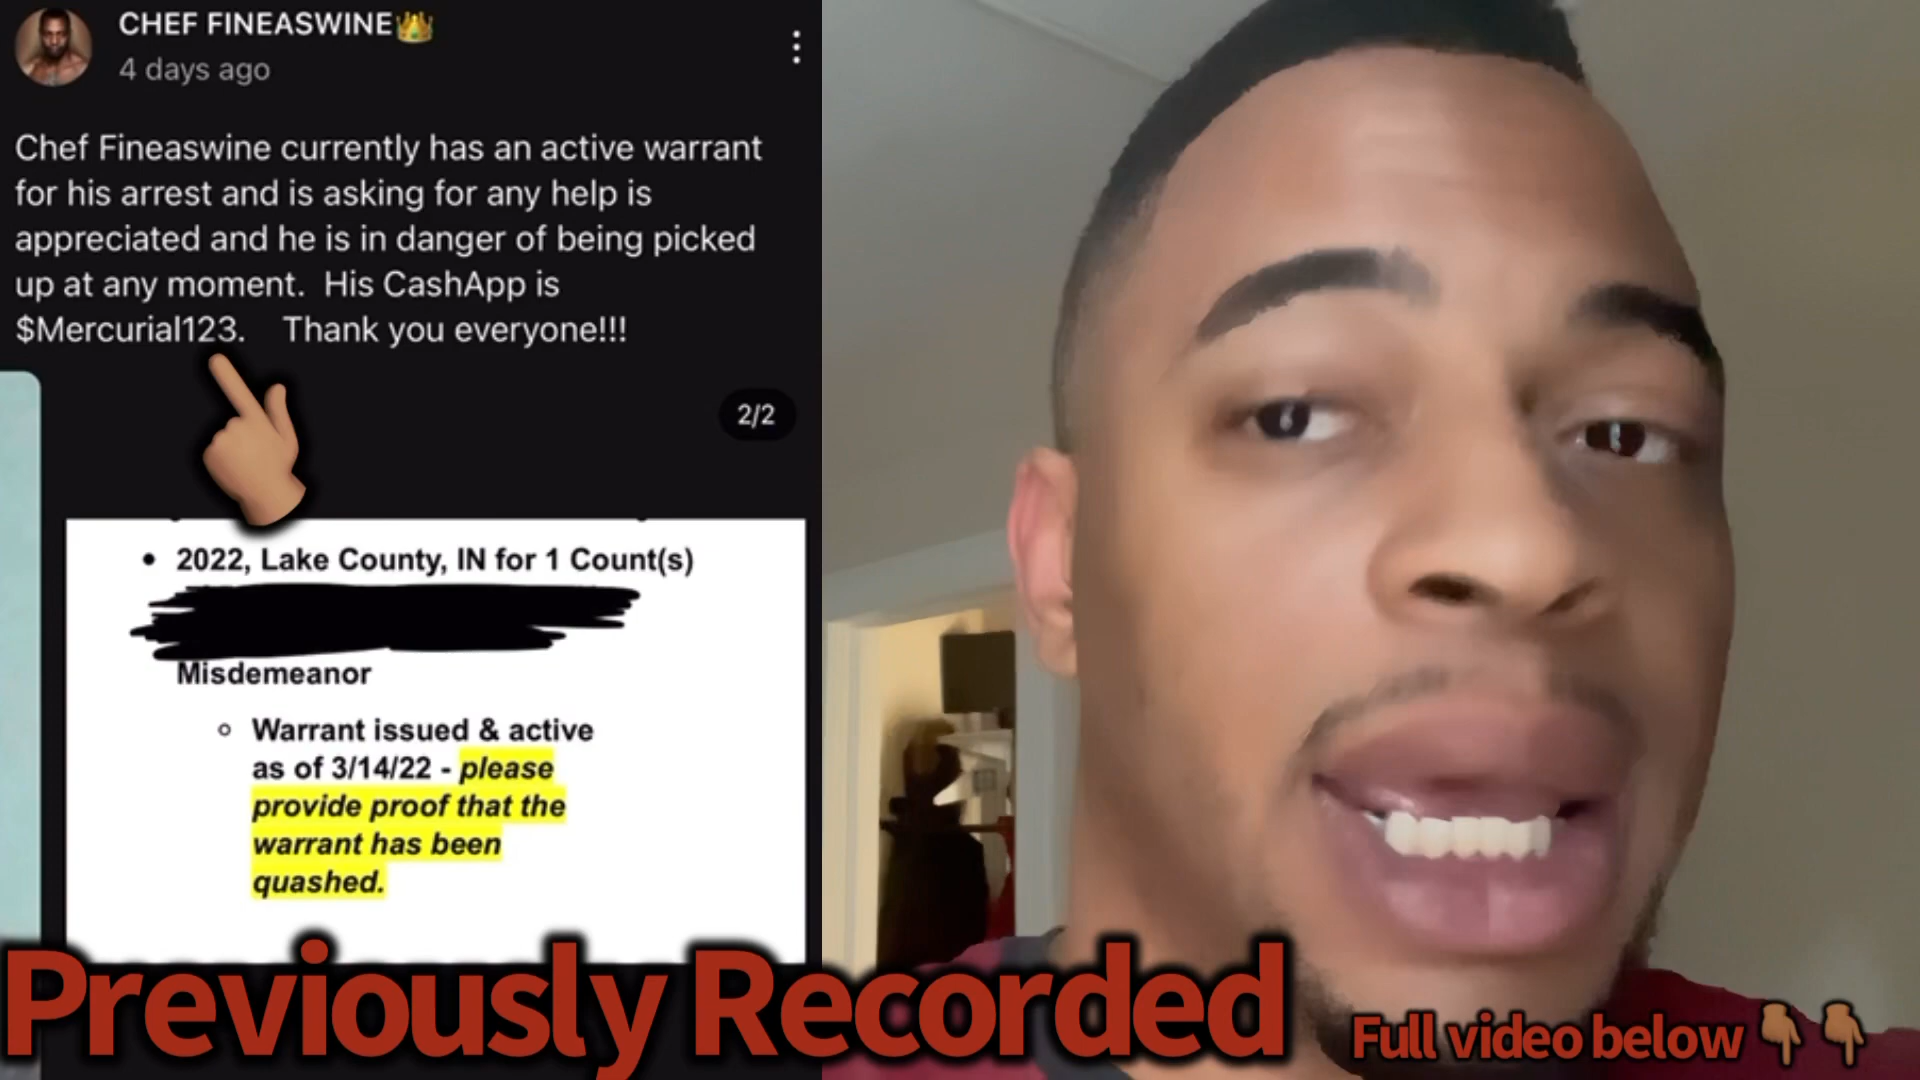 CHEF FINEASWINE👑
4 days ago
Chef Fineaswine currently has an active warrant
for his arrest and is asking for any help is
appreciated and he is in danger of being picked
up at any moment.  His CashApp is
$Mercurial123.    Thank you everyone!!!
2/2
• 2022, Lake County, IN for 1 Count(s)
Misdemeanor
○ Warrant issued & active
as of 3/14/22 - please
provide proof that the
warrant has been
quashed.
Previously Recorded
Full video below👇🏽👇🏽